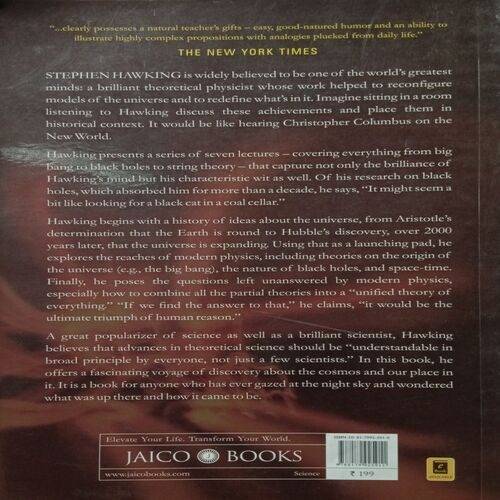 "...clearly possesses a natural teacher's gifts – easy, good-natured humor and an ability to
illustrate highly complex propositions with analogies plucked from daily life."
THE NEW YORK TIMES
STEPHEN HAWKING is widely believed to be one of the world's greatest
minds: a brilliant theoretical physicist whose work helped to reconfigure
models of the universe and to redefine what's in it. Imagine sitting in a room
listening to Hawking discuss these achievements and place them in
historical context. It would be like hearing Christopher Columbus on the
New World.
Hawking presents a series of seven lectures – covering everything from big
bang to black holes to string theory – that capture not only the brilliance of
Hawking's mind but his characteristic wit as well. Of his research on black
holes, which absorbed him for more than a decade, he says, "It might seem a
bit like looking for a black cat in a coal cellar."
Hawking begins with a history of ideas about the universe, from Aristotle's
determination that the Earth is round to Hubble's discovery, over 2000
years later, that the universe is expanding. Using that as a launching pad, he
explores the reaches of modern physics, including theories on the origin of
the universe (e.g., the big bang), the nature of black holes, and space-time.
Finally, he poses the questions left unanswered by modern physics,
especially how to combine all the partial theories into a "unified theory of
everything." "If we find the answer to that," he claims, "it would be the
ultimate triumph of human reason."
A great popularizer of science as well as a brilliant scientist, Hawking
believes that advances in theoretical science should be "understandable in
broad principle by everyone, not just a few scientists." In this book, he
offers a fascinating voyage of discovery about the cosmos and our place in
it. It is a book for anyone who has ever gazed at the night sky and wondered
what was up there and how it came to be.
Elevate Your Life. Transform Your World.
JAICO BOOKS
www.jaicobooks.com
Science
₹ 199